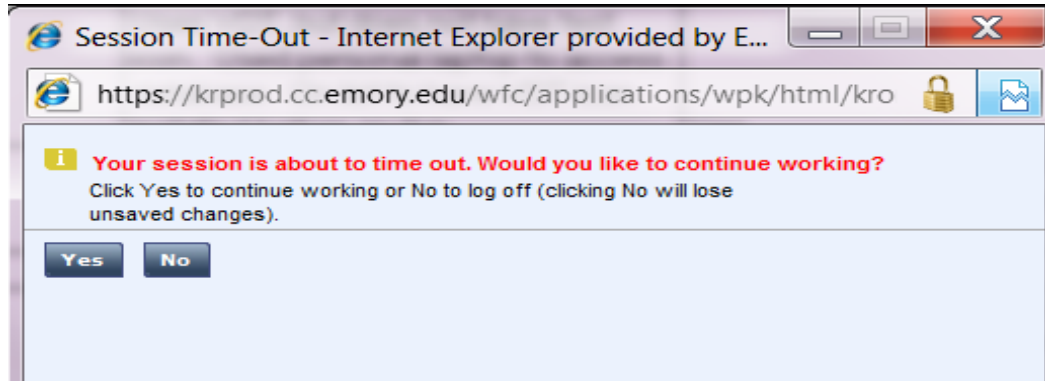 Session Time-Out - Internet Explorer provided by E...
https://krprod.cc.emory.edu/wfc/applications/wpk/html/kro
Your session is about to time out. Would you like to continue working?
Click Yes to continue working or No to log off (clicking No will lose
unsaved changes).
Yes No